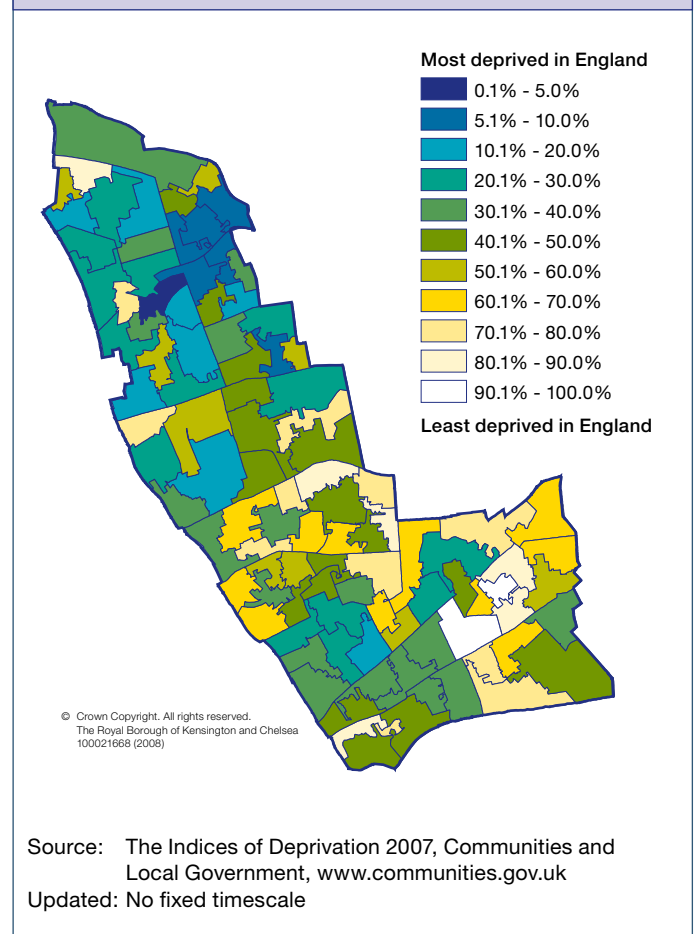 Most deprived in England
0.1% - 5.0%
5.1% - 10.0%
10.1% - 20.0%
20.1% - 30.0%
30.1% - 40.0%
40.1% - 50.0%
50.1% - 60.0%
60.1% - 70.0%
70.1% - 80.0%
80.1% - 90.0%
90.1% - 100.0%
Least deprived in England
© Crown Copyright. All rights reserved.
The Royal Borough of Kensington and Chelsea
100021668 (2008)
Source: The Indices of Deprivation 2007, Communities and
Local Government, www.communities.gov.uk
Updated: No fixed timescale